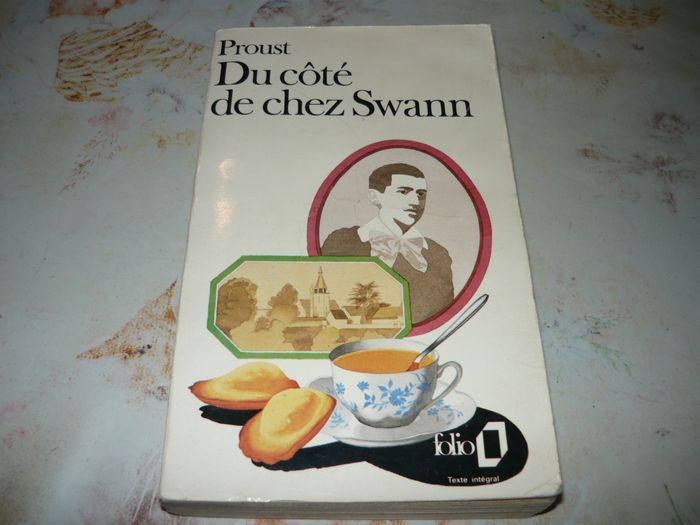 Proust
Du côté
de chez Swann
folio
Texte intégral